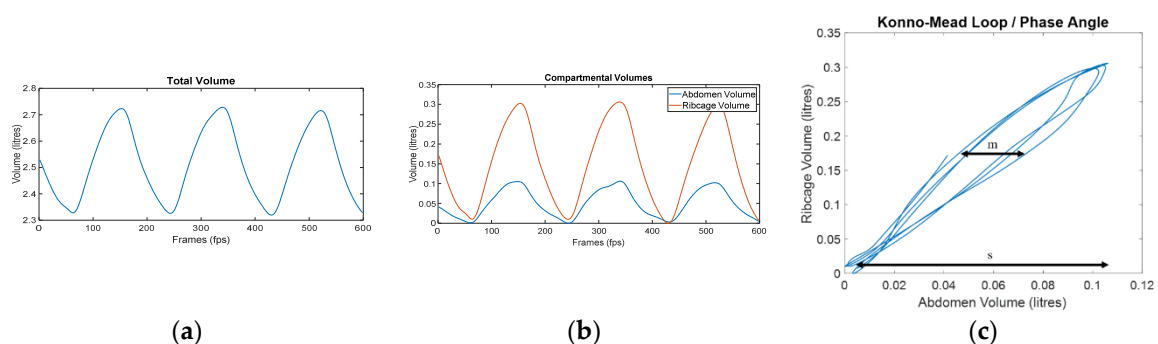 Total Volume
2.8
2.7
2.6
2.5
2.4
2.3
0 100 200 300 400 500 600
Volume (litres)
Frames (fps)
(a)
Compartmental Volumes
Abdomen Volume
Ribcage Volume
0.35
0.3
0.25
0.2
0.15
0.1
0.05
0
0 100 200 300 400 500 600
Volume (litres)
Frames (fps)
(b)
Konno-Mead Loop / Phase Angle
0.35
0.3
0.25
0.2
0.15
0.1
0.05
0
m
s
0 0.02 0.04 0.06 0.08 0.1 0.12
Ribcage Volume (litres)
Abdomen Volume (litres)
(c)